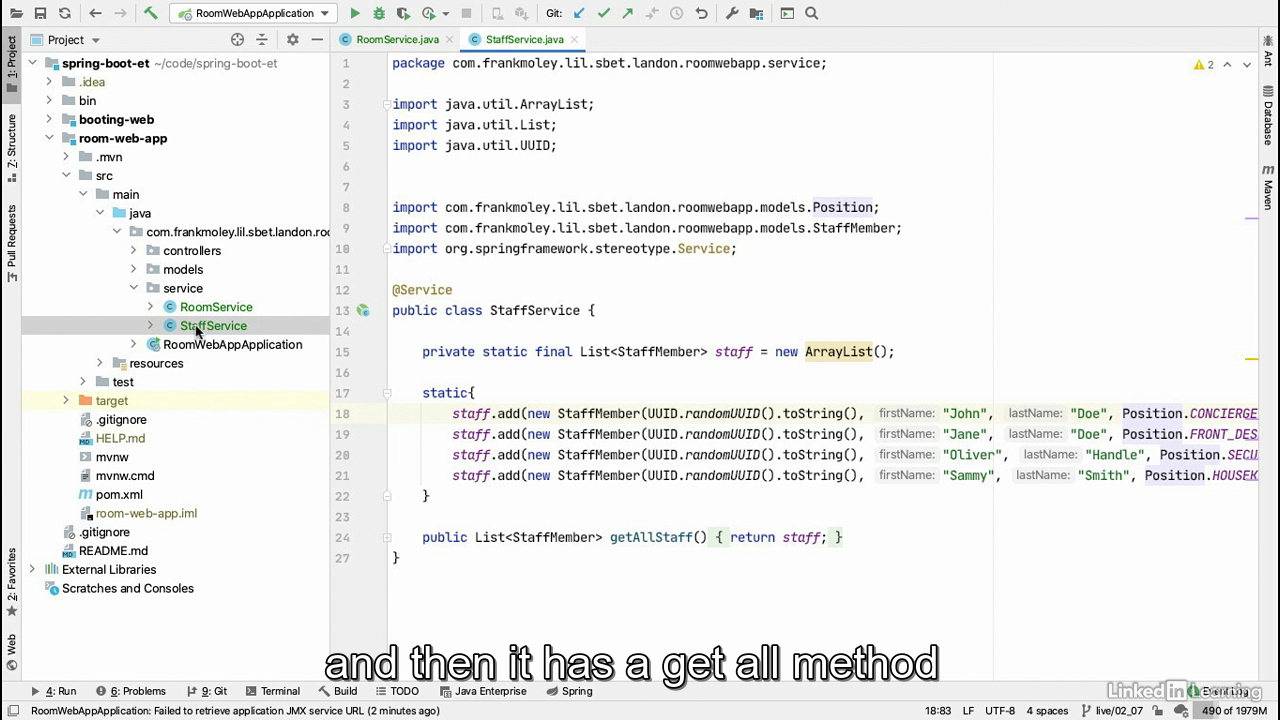 RoomWebAppApplication
Git:
Project
RoomService.java
StaffService.java
1: Project
7: Structure
Pull Requests
2: Favorites
Web
spring-boot-et ~/code/spring-boot-et
.idea
bin
booting-web
room-web-app
.mvn
src
main
java
com.frankmoley.lil.sbet.landon.roo
controllers
models
service
RoomService
StaffService
RoomWebAppApplication
resources
test
target
.gitignore
HELP.md
mvnw
mvnw.cmd
pom.xml
room-web-app.iml
.gitignore
README.md
External Libraries
Scratches and Consoles
1 package com.frankmoley.lil.sbet.landon.roomwebapp.service;
2
3 import java.util.ArrayList;
4 import java.util.List;
5 import java.util.UUID;
6
7
8 import com.frankmoley.lil.sbet.landon.roomwebapp.models.Position;
9 import com.frankmoley.lil.sbet.landon.roomwebapp.models.StaffMember;
10 import org.springframework.stereotype.Service;
11
12 @Service
13 public class StaffService {
14
15 private static final List<StaffMember> staff = new ArrayList();
16
17 static{
18 staff.add(new StaffMember(UUID.randomUUID().toString(), firstName: "John", lastName: "Doe", Position.CONCIERGE
19 staff.add(new StaffMember(UUID.randomUUID().toString(), firstName: "Jane", lastName: "Doe", Position.FRONT_DES
20 staff.add(new StaffMember(UUID.randomUUID().toString(), firstName: "Oliver", lastName: "Handle", Position.SECU
21 staff.add(new StaffMember(UUID.randomUUID().toString(), firstName: "Sammy", lastName: "Smith", Position.HOUSEK
22 }
23
24 public List<StaffMember> getAllStaff() { return staff; }
27 }
2
Ant
Database
Maven
and then it has a get all method
4: Run
6: Problems
9: Git
Terminal
Build
TODO
Java Enterprise
Spring
LinkedIn Learning
RoomWebAppApplication: Failed to retrieve application JMX service URL (2 minutes ago)
18:83 LF UTF-8 4 spaces live/02_07 490 of 1979M